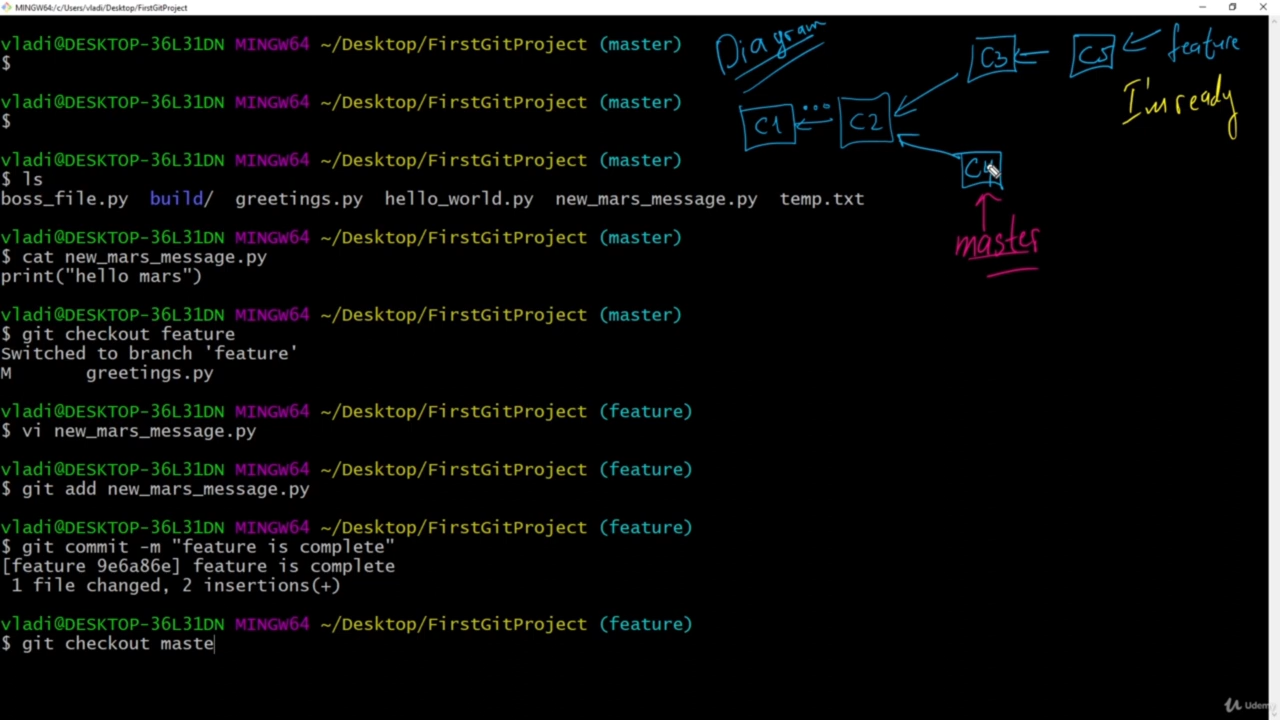 MINGW64:/c/Users/vladi/Desktop/FirstGitProject
vladi@DESKTOP-36L31DN MINGW64 ~/Desktop/FirstGitProject (master)
$
vladi@DESKTOP-36L31DN MINGW64 ~/Desktop/FirstGitProject (master)
$
vladi@DESKTOP-36L31DN MINGW64 ~/Desktop/FirstGitProject (master)
$ ls
boss_file.py build/ greetings.py hello_world.py new_mars_message.py temp.txt
vladi@DESKTOP-36L31DN MINGW64 ~/Desktop/FirstGitProject (master)
$ cat new_mars_message.py
print("hello mars")
vladi@DESKTOP-36L31DN MINGW64 ~/Desktop/FirstGitProject (master)
$ git checkout feature
Switched to branch 'feature'
M greetings.py
vladi@DESKTOP-36L31DN MINGW64 ~/Desktop/FirstGitProject (feature)
$ vi new_mars_message.py
vladi@DESKTOP-36L31DN MINGW64 ~/Desktop/FirstGitProject (feature)
$ git add new_mars_message.py
vladi@DESKTOP-36L31DN MINGW64 ~/Desktop/FirstGitProject (feature)
$ git commit -m "feature is complete"
[feature 9e6a86e] feature is complete
1 file changed, 2 insertions(+)
vladi@DESKTOP-36L31DN MINGW64 ~/Desktop/FirstGitProject (feature)
$ git checkout maste
Diagram
C3 C5 feature
I'm ready
C1 ... C2
C4
master
Udemy